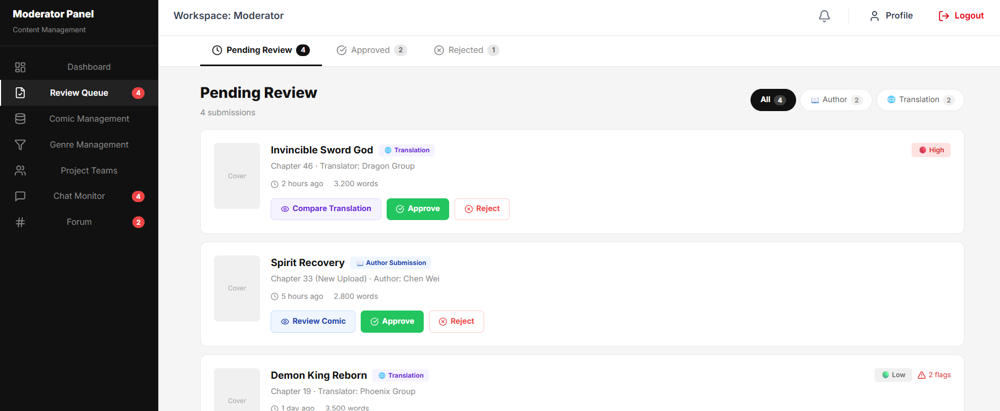 Moderator Panel
Content Management
Dashboard
Review Queue 4
Comic Management
Genre Management
Project Teams
Chat Monitor 4
Forum 2
Workspace: Moderator
Profile
Logout
Pending Review 4
Approved 2
Rejected 1
Pending Review
4 submissions
All 4
Author 2
Translation 2
Invincible Sword God Translation
High
Chapter 46 · Translator: Dragon Group
2 hours ago 3.200 words
Compare Translation Approve Reject
Cover
Spirit Recovery Author Submission
Chapter 33 (New Upload) · Author: Chen Wei
5 hours ago 2.800 words
Review Comic Approve Reject
Cover
Demon King Reborn Translation
Low 2 flags
Chapter 19 · Translator: Phoenix Group
1 day ago 3.500 words
Cover